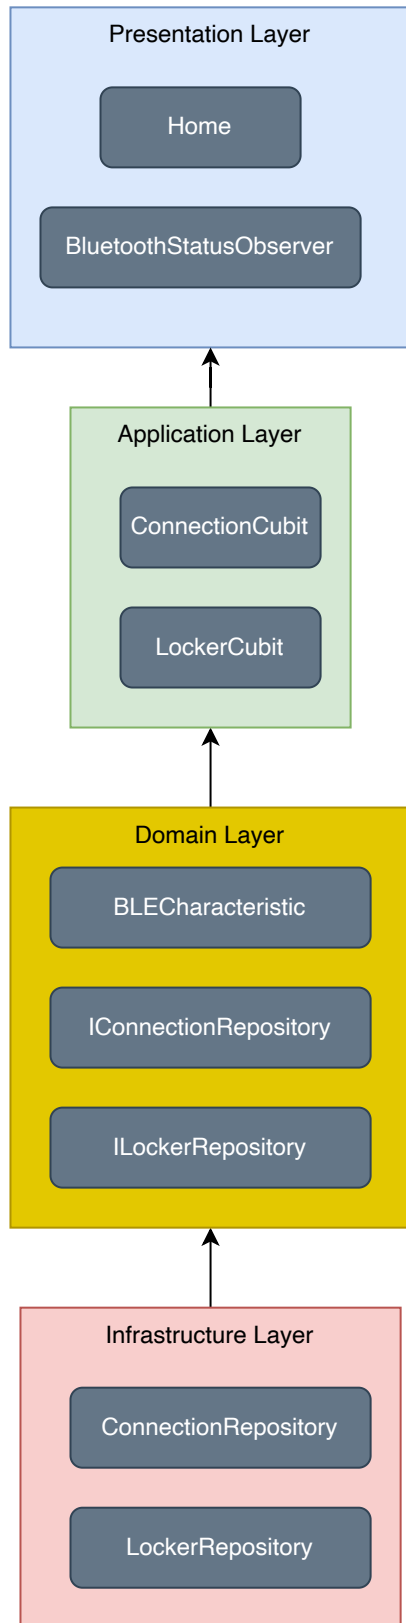 Presentation Layer
Home
BluetoothStatusObserver
Application Layer
ConnectionCubit
LockerCubit
Domain Layer
BLECharacteristic
IConnectionRepository
ILockerRepository
Infrastructure Layer
ConnectionRepository
LockerRepository